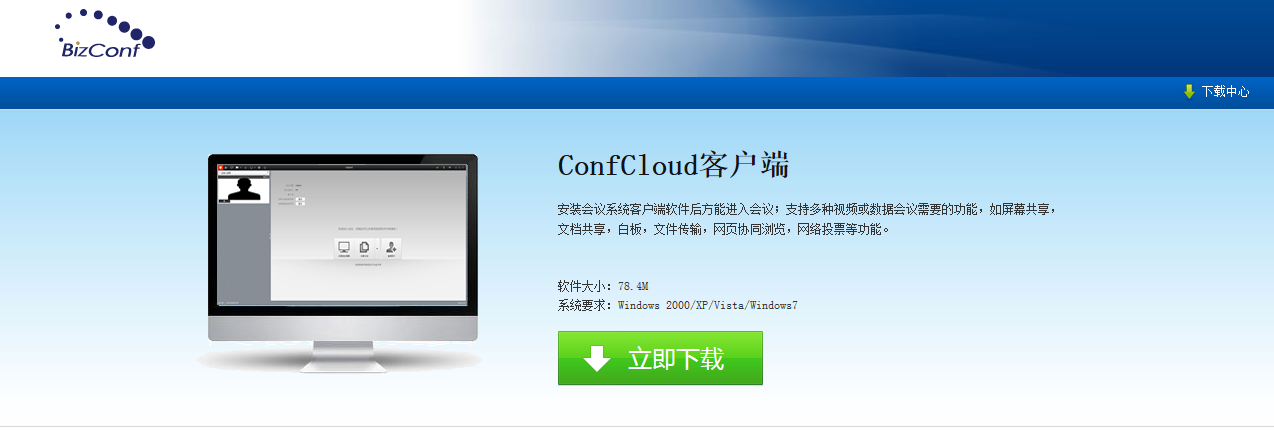 BizConf
下载中心
ConfCloud客户端
安装会议系统客户端软件后方能进入会议；支持多种视频或数据会议需要的功能，如屏幕共享，
文档共享，白板，文件传输，网页协同浏览，网络投票等功能。
软件大小：78.4M
系统要求：Windows 2000/XP/Vista/Windows7
立即下载